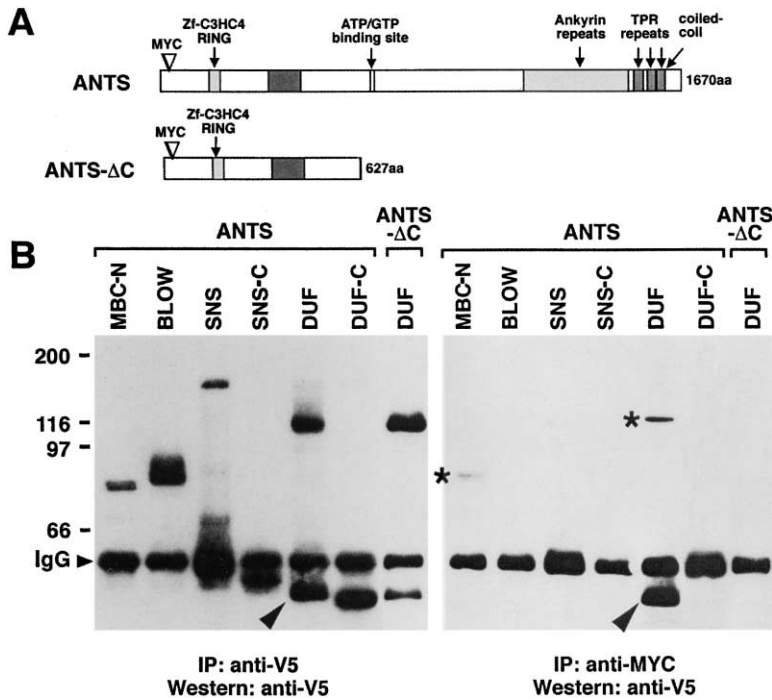 A
MYC
Zf-C3HC4
RING
ATP/GTP
binding site
Ankyrin
repeats
TPR
repeats
coiled-
coil
ANTS
1670aa
MYC
Zf-C3HC4
RING
ANTS-ΔC
627aa
B
ANTS
ANTS
-ΔC
ANTS
ANTS
-ΔC
MBC-N
BLOW
SNS
SNS-C
DUF
DUF-C
DUF
MBC-N
BLOW
SNS
SNS-C
DUF
DUF-C
DUF
200
116
97
66
IgG
*
*
IP: anti-V5
Western: anti-V5
IP: anti-MYC
Western: anti-V5